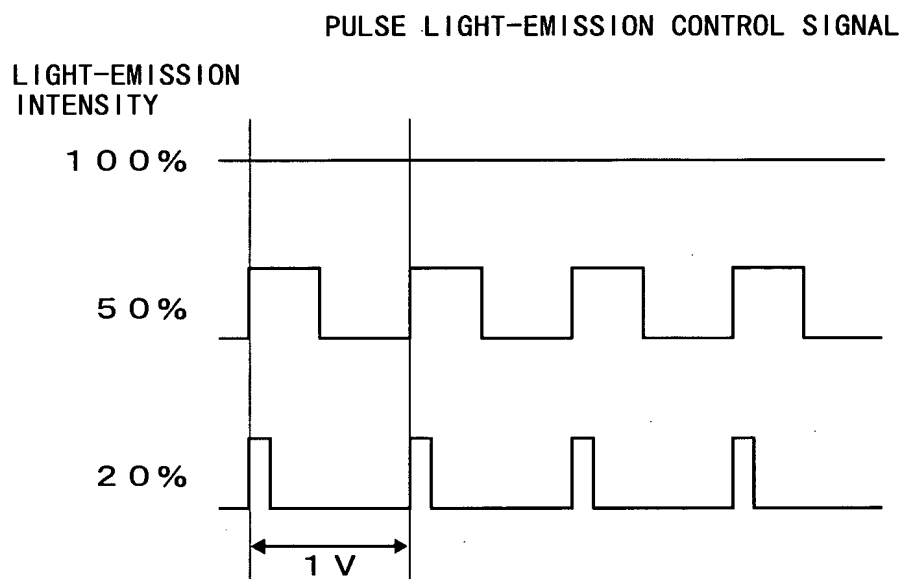 PULSE LIGHT-EMISSION CONTROL SIGNAL
LIGHT-EMISSION
INTENSITY
100%
50%
20%
1V